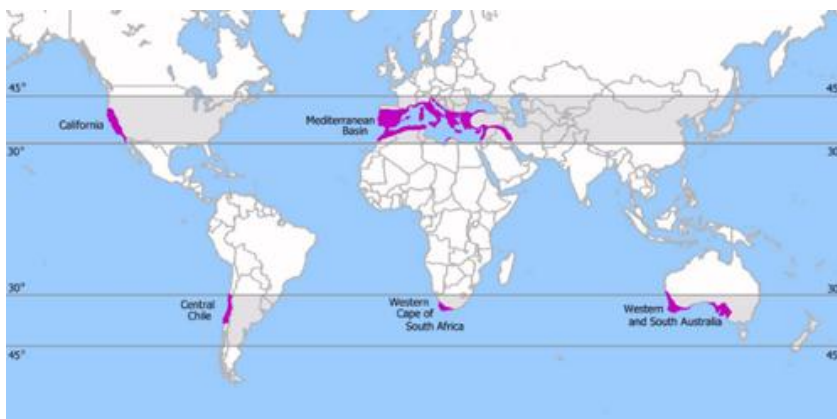 45°
45°
California
Mediterranean
Basin
30°
30°
30°
30°
Central
Chile
Western
Cape of
South Africa
Western
and South Australia
45°
45°